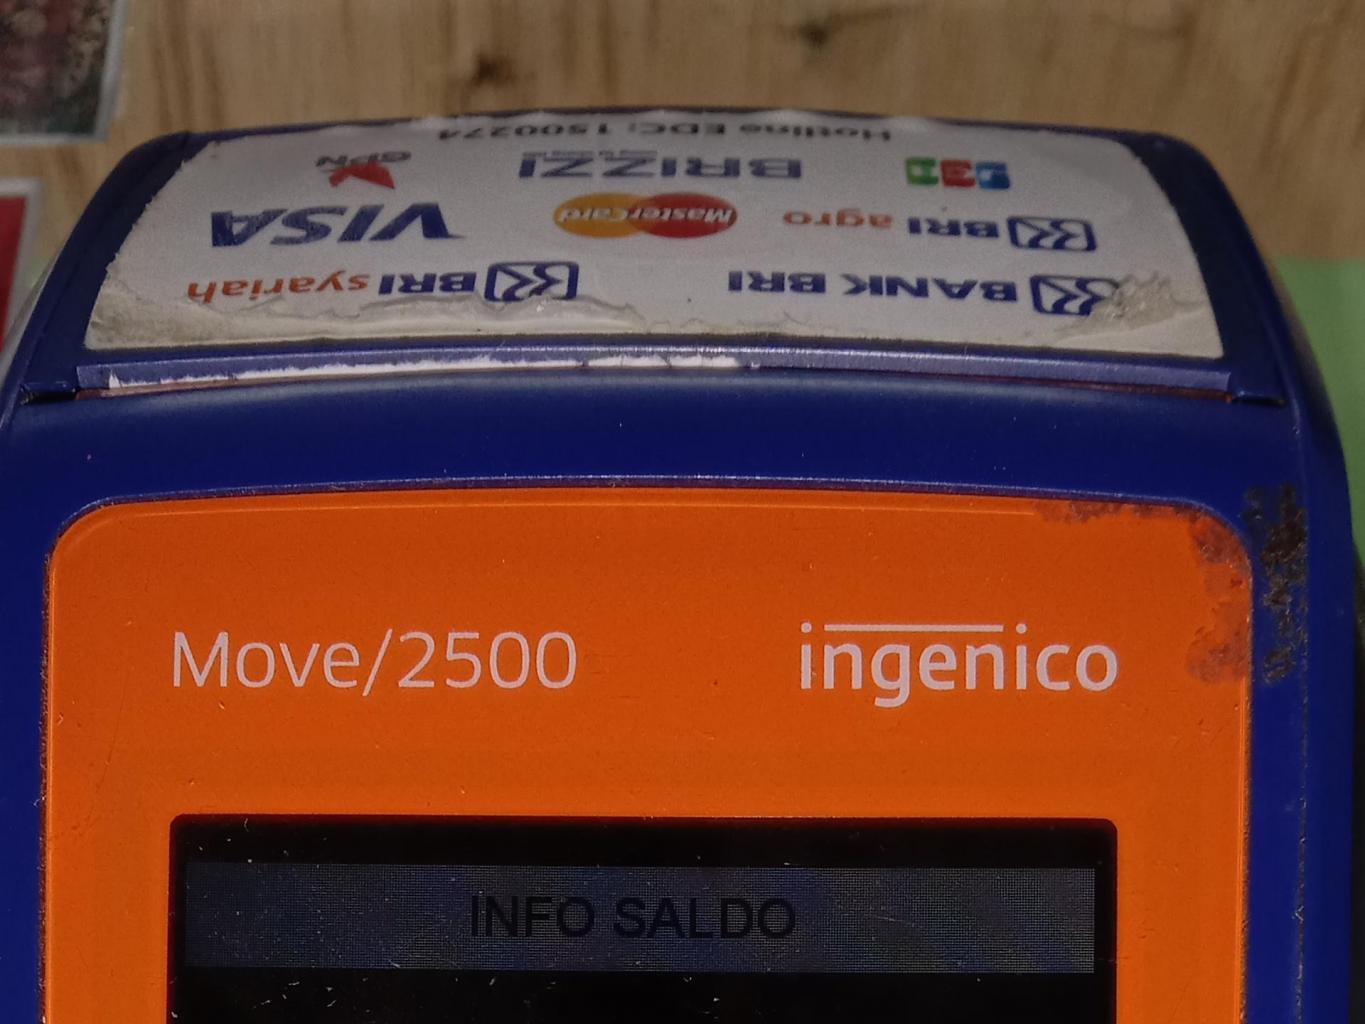 Hotline EDC: 1500274
GPN
BRIZZI
JCB
VISA
MasterCard
BRI agro
BRI syariah
BANK BRI
Move/2500
ingenico
INFO SALDO